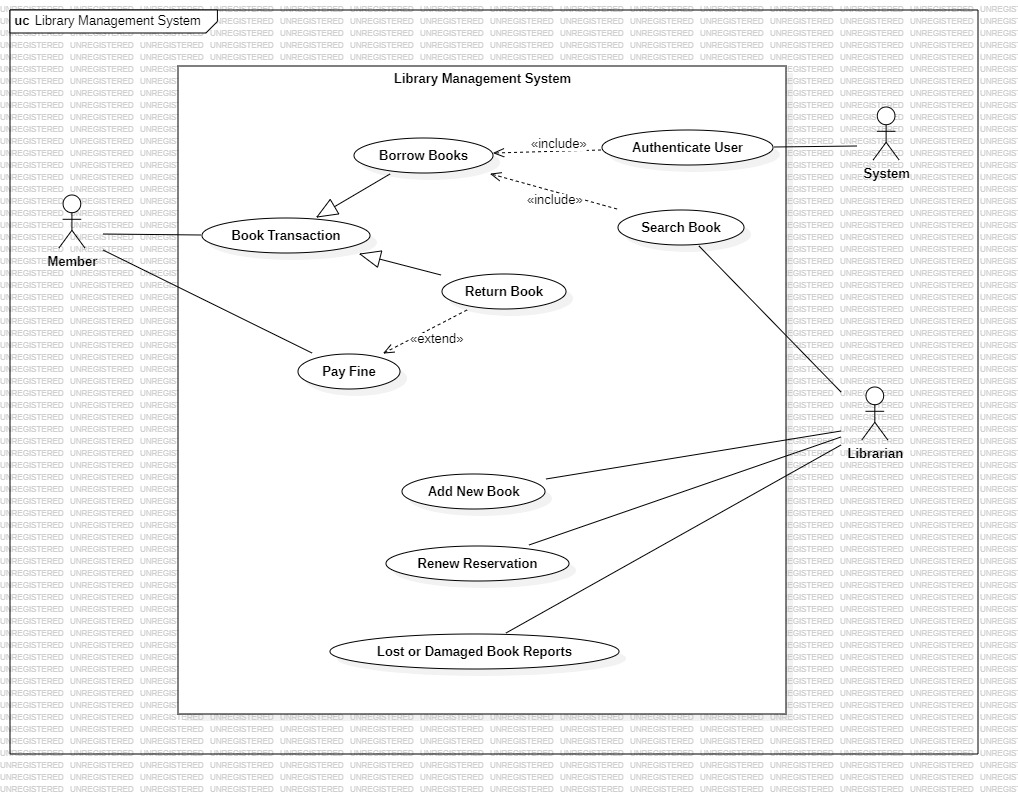 uc Library Management System
Library Management System
Borrow Books
«include»
Authenticate User
System
«include»
Search Book
Book Transaction
Member
Return Book
«extend»
Pay Fine
Librarian
Add New Book
Renew Reservation
Lost or Damaged Book Reports
UNREGISTERED